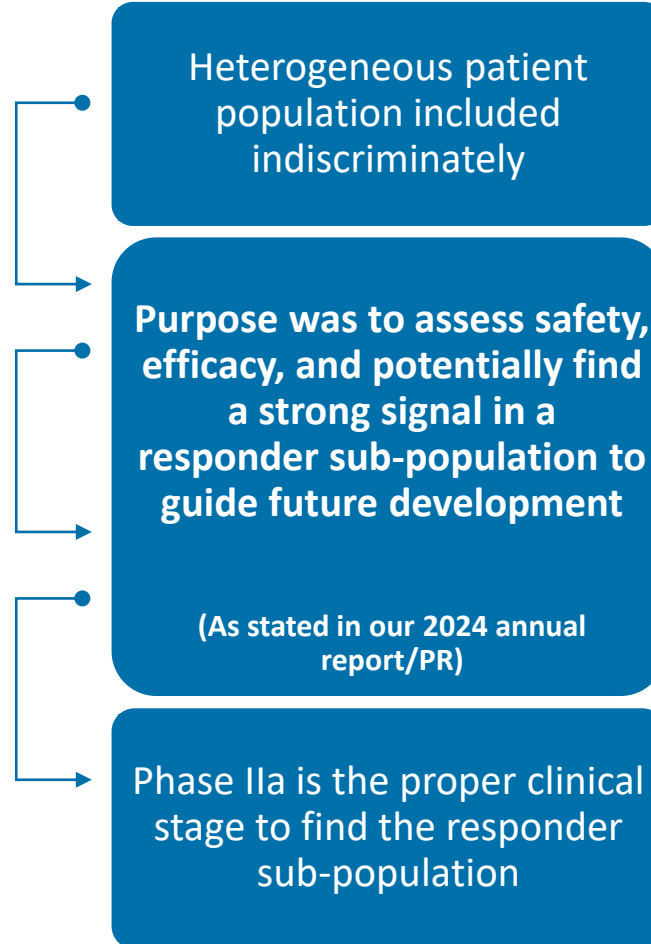 Heterogeneous patient
population included
indiscriminately
Purpose was to assess safety,
efficacy, and potentially find
a strong signal in a
responder sub-population to
guide future development
(As stated in our 2024 annual
report/PR)
Phase IIa is the proper clinical
stage to find the responder
sub-population